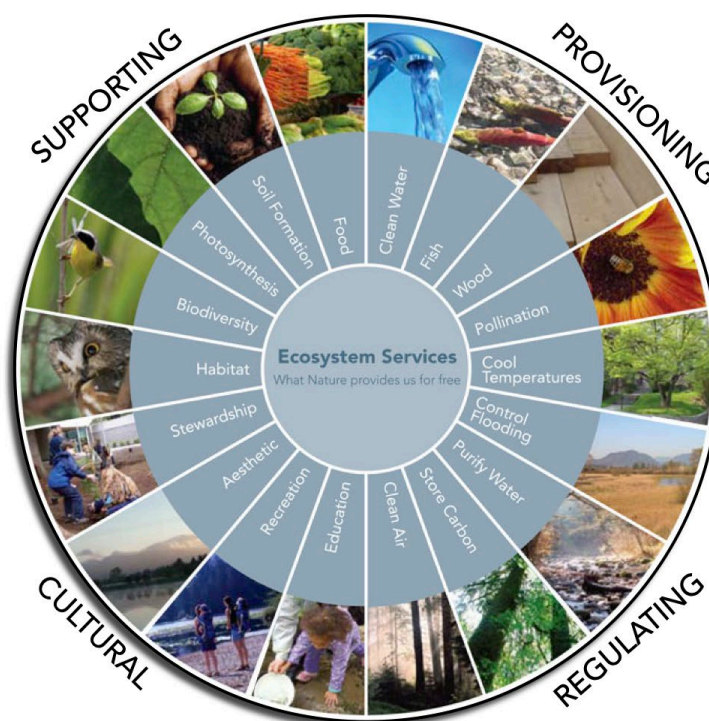 SUPPORTING
PROVISIONING
REGULATING
CULTURAL
Ecosystem Services
What Nature provides us for free
Food
Clean Water
Fish
Wood
Pollination
Cool
Temperatures
Control
Flooding
Purify Water
Store Carbon
Clean Air
Education
Recreation
Aesthetic
Stewardship
Habitat
Biodiversity
Photosynthesis
Soil Formation